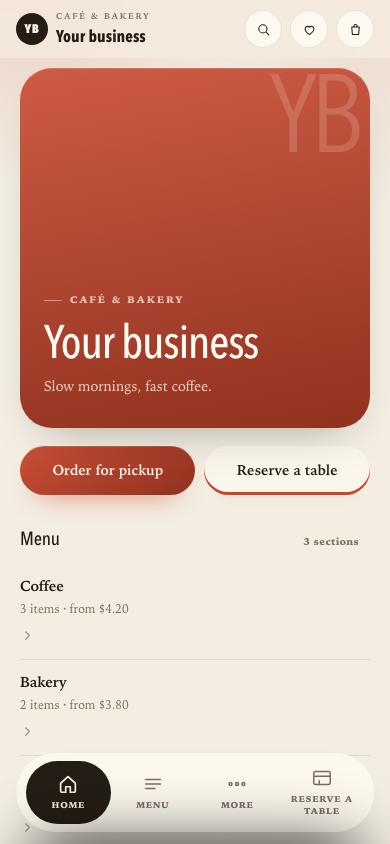 YB
CAFÉ & BAKERY
Your business
YB
CAFÉ & BAKERY
Your business
Slow mornings, fast coffee.
Order for pickup
Reserve a table
Menu
3 sections
Coffee
3 items · from $4.20
Bakery
2 items · from $3.80
HOME
MENU
MORE
RESERVE A
TABLE